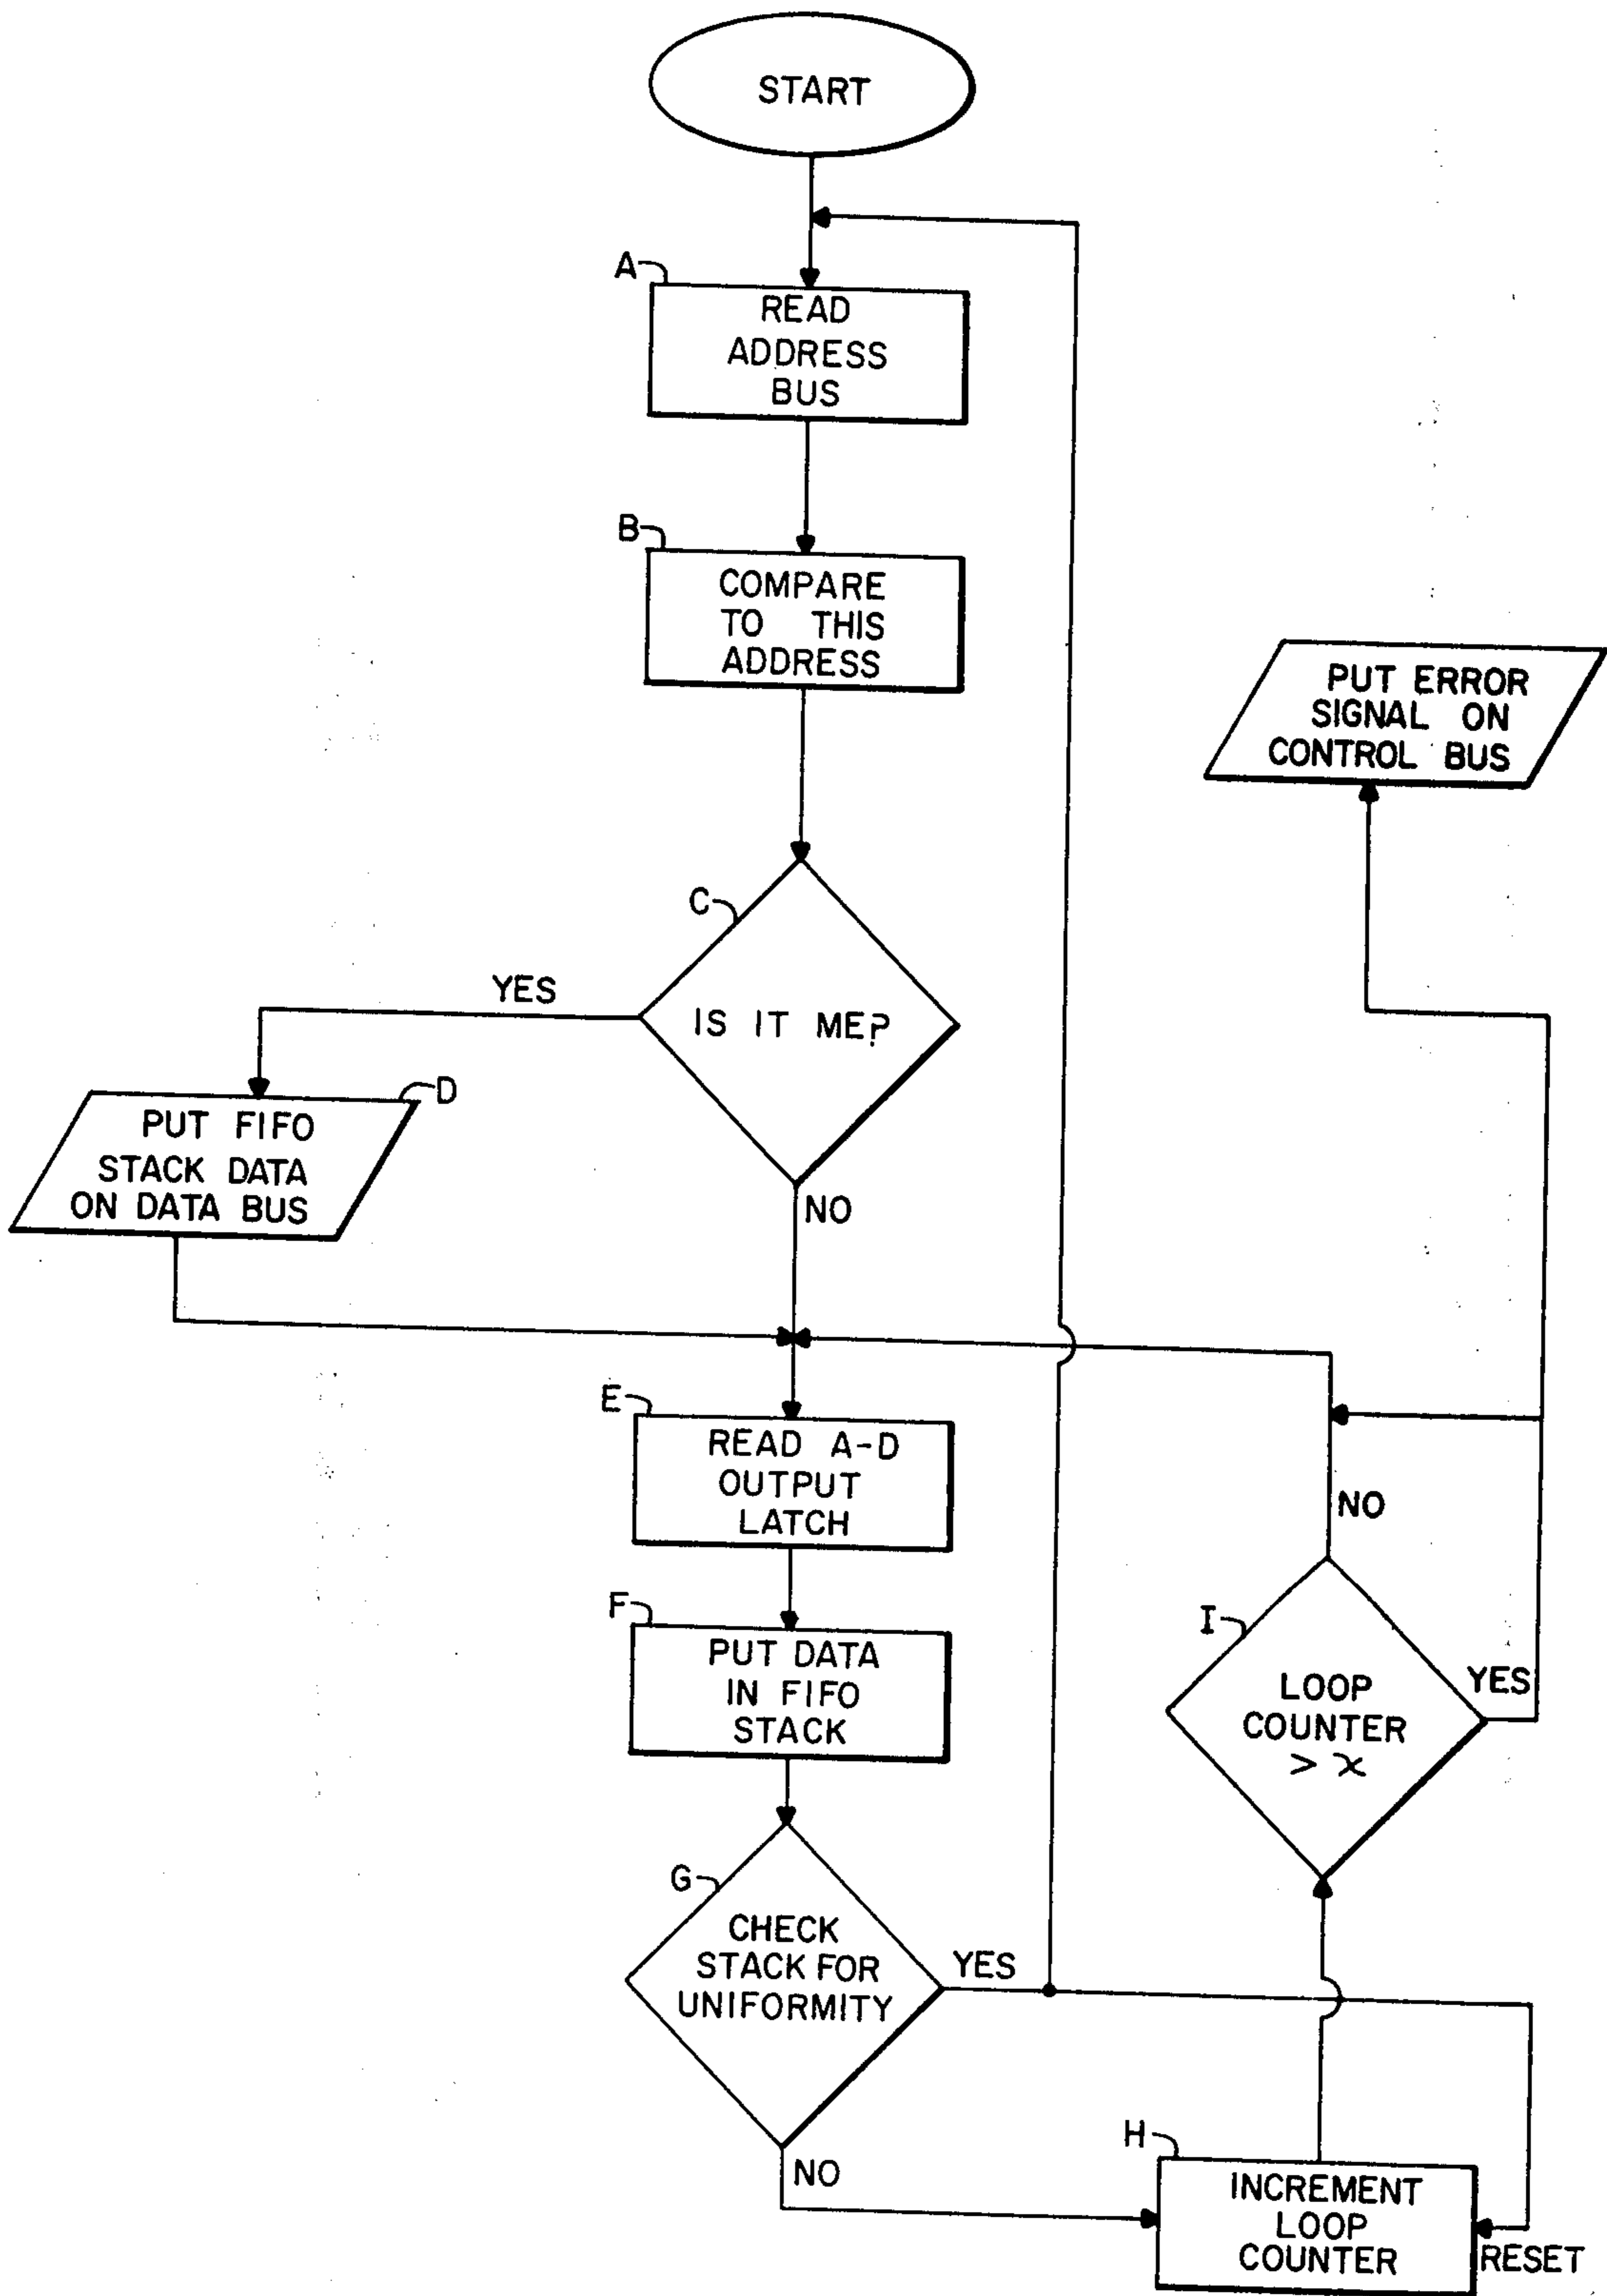 START
A
READ
ADDRESS
BUS
B
COMPARE
TO THIS
ADDRESS
PUT ERROR
SIGNAL ON
CONTROL BUS
C
IS IT ME?
YES
NO
D
PUT FIFO
STACK DATA
ON DATA BUS
E
READ A-D
OUTPUT
LATCH
F
PUT DATA
IN FIFO
STACK
G
CHECK
STACK FOR
UNIFORMITY
YES
NO
H
INCREMENT
LOOP
COUNTER
RESET
I
LOOP
COUNTER
> x
YES
NO